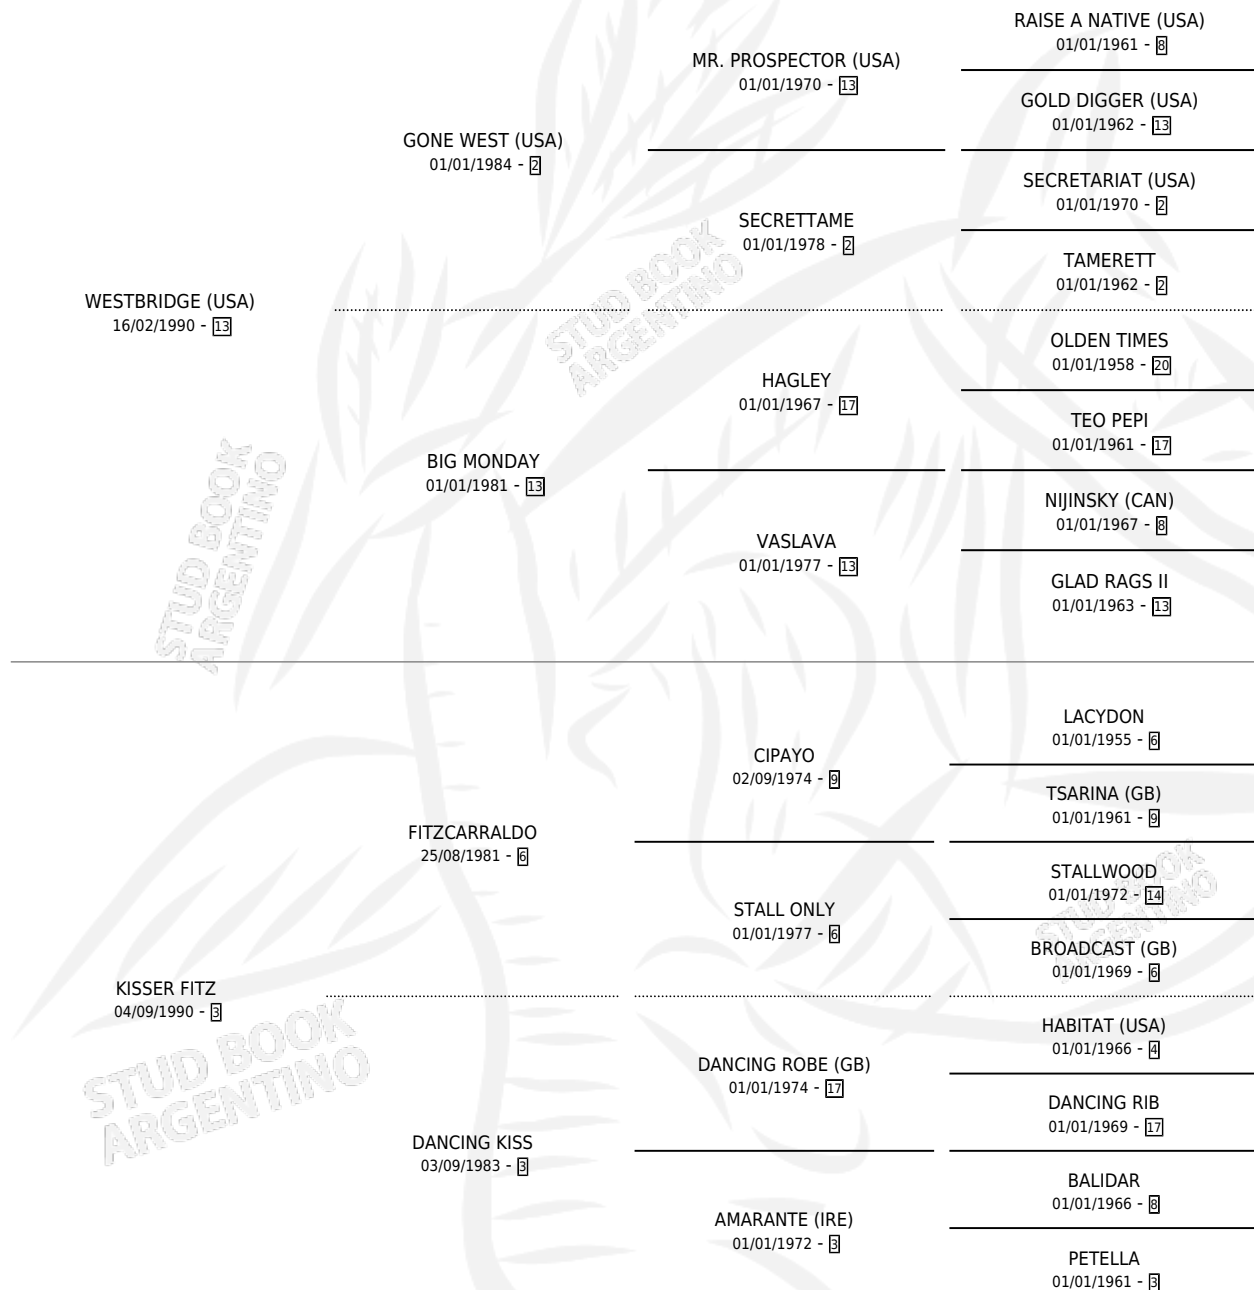 RAISE A NATIVE (USA)
01/01/1961 - 8
MR. PROSPECTOR (USA)
01/01/1970 - 13
GOLD DIGGER (USA)
01/01/1962 - 13
GONE WEST (USA)
01/01/1984 - 2
SECRETARIAT (USA)
01/01/1970 - 2
SECRETTAME
01/01/1978 - 2
TAMERETT
01/01/1962 - 2
WESTBRIDGE (USA)
16/02/1990 - 13
OLDEN TIMES
01/01/1958 - 20
HAGLEY
01/01/1967 - 17
TEO PEPI
01/01/1961 - 17
BIG MONDAY
01/01/1981 - 13
NIJINSKY (CAN)
01/01/1967 - 8
VASLAVA
01/01/1977 - 13
GLAD RAGS II
01/01/1963 - 13
LACYDON
01/01/1955 - 6
CIPAYO
02/09/1974 - 9
TSARINA (GB)
01/01/1961 - 9
FITZCARRALDO
25/08/1981 - 6
STALLWOOD
01/01/1972 - 14
STALL ONLY
01/01/1977 - 6
BROADCAST (GB)
01/01/1969 - 6
KISSER FITZ
04/09/1990 - 3
HABITAT (USA)
01/01/1966 - 4
DANCING ROBE (GB)
01/01/1974 - 17
DANCING RIB
01/01/1969 - 17
DANCING KISS
03/09/1983 - 3
BALIDAR
01/01/1966 - 8
AMARANTE (IRE)
01/01/1972 - 3
PETELLA
01/01/1961 - 3
STUD BOOK
ARGENTINO
STUD BOOK
ARGENTINO
STUD BOOK
ARGENTINO
STUD BOOK
ARGENTINO